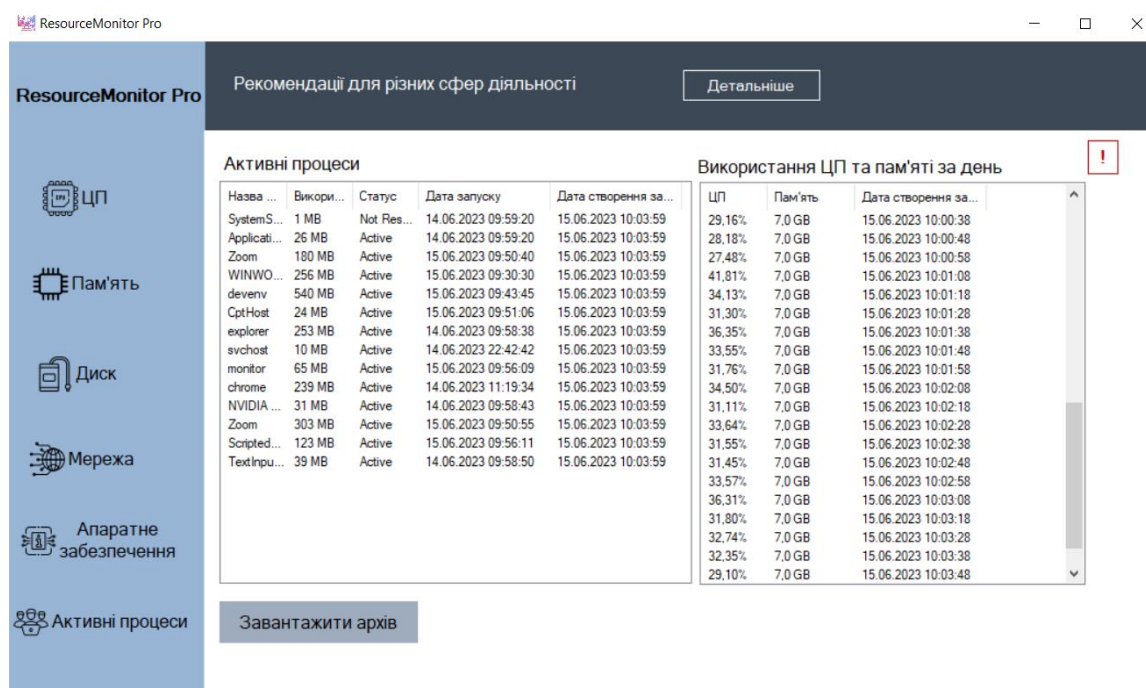 ResourceMonitor Pro
ResourceMonitor Pro
Рекомендації для різних сфер діяльності
Детальніше
ЦП
Пам'ять
Диск
Мережа
Апаратне
забезпечення
Активні процеси
Активні процеси
Назва ... Викори... Статус Дата запуску Дата створення за...
SystemS... 1 MB Not Res... 14.06.2023 09:59:20 15.06.2023 10:03:59
Applicati... 26 MB Active 14.06.2023 09:59:20 15.06.2023 10:03:59
Zoom 180 MB Active 15.06.2023 09:50:40 15.06.2023 10:03:59
WINWO... 256 MB Active 15.06.2023 09:30:30 15.06.2023 10:03:59
devenv 540 MB Active 15.06.2023 09:43:45 15.06.2023 10:03:59
CptHost 24 MB Active 15.06.2023 09:51:06 15.06.2023 10:03:59
explorer 253 MB Active 14.06.2023 09:58:38 15.06.2023 10:03:59
svchost 10 MB Active 14.06.2023 22:42:42 15.06.2023 10:03:59
monitor 65 MB Active 15.06.2023 09:56:09 15.06.2023 10:03:59
chrome 239 MB Active 14.06.2023 11:19:34 15.06.2023 10:03:59
NVIDIA ... 31 MB Active 14.06.2023 09:58:43 15.06.2023 10:03:59
Zoom 303 MB Active 15.06.2023 09:50:55 15.06.2023 10:03:59
Scripted... 123 MB Active 15.06.2023 09:56:11 15.06.2023 10:03:59
TextInpu... 39 MB Active 14.06.2023 09:58:50 15.06.2023 10:03:59
Завантажити архів
Використання ЦП та пам'яті за день
!
ЦП Пам'ять Дата створення за...
29,16% 7,0 GB 15.06.2023 10:00:38
28,18% 7,0 GB 15.06.2023 10:00:48
27,48% 7,0 GB 15.06.2023 10:00:58
41,81% 7,0 GB 15.06.2023 10:01:08
34,13% 7,0 GB 15.06.2023 10:01:18
31,30% 7,0 GB 15.06.2023 10:01:28
36,35% 7,0 GB 15.06.2023 10:01:38
33,55% 7,0 GB 15.06.2023 10:01:48
31,76% 7,0 GB 15.06.2023 10:01:58
34,50% 7,0 GB 15.06.2023 10:02:08
31,11% 7,0 GB 15.06.2023 10:02:18
33,64% 7,0 GB 15.06.2023 10:02:28
31,55% 7,0 GB 15.06.2023 10:02:38
31,45% 7,0 GB 15.06.2023 10:02:48
33,57% 7,0 GB 15.06.2023 10:02:58
36,31% 7,0 GB 15.06.2023 10:03:08
31,80% 7,0 GB 15.06.2023 10:03:18
32,74% 7,0 GB 15.06.2023 10:03:28
32,35% 7,0 GB 15.06.2023 10:03:38
29,10% 7,0 GB 15.06.2023 10:03:48